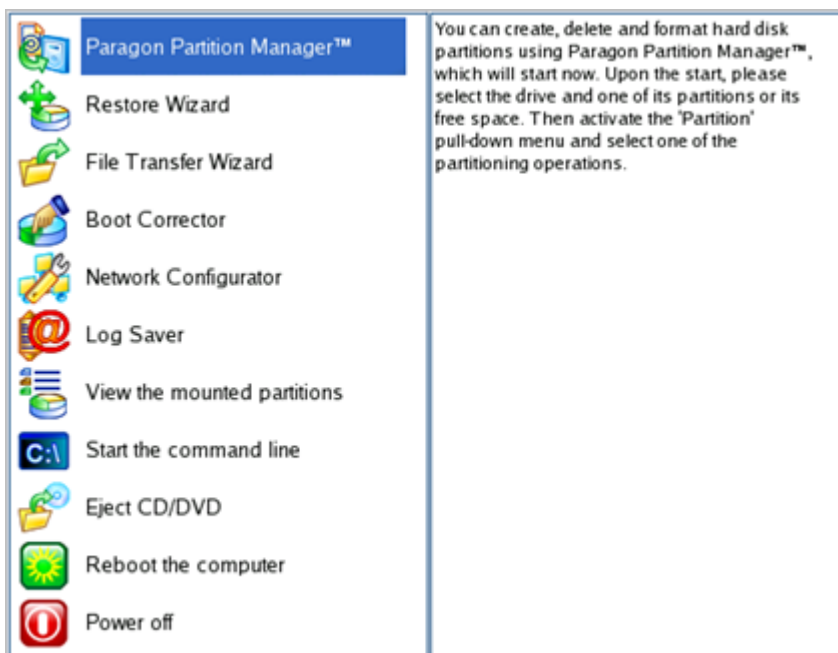 Paragon Partition Manager™
Restore Wizard
File Transfer Wizard
Boot Corrector
Network Configurator
Log Saver
View the mounted partitions
C:\
Start the command line
Eject CD/DVD
Reboot the computer
Power off
You can create, delete and format hard disk
partitions using Paragon Partition Manager™,
which will start now. Upon the start, please
select the drive and one of its partitions or its
free space. Then activate the 'Partition'
pull-down menu and select one of the
partitioning operations.